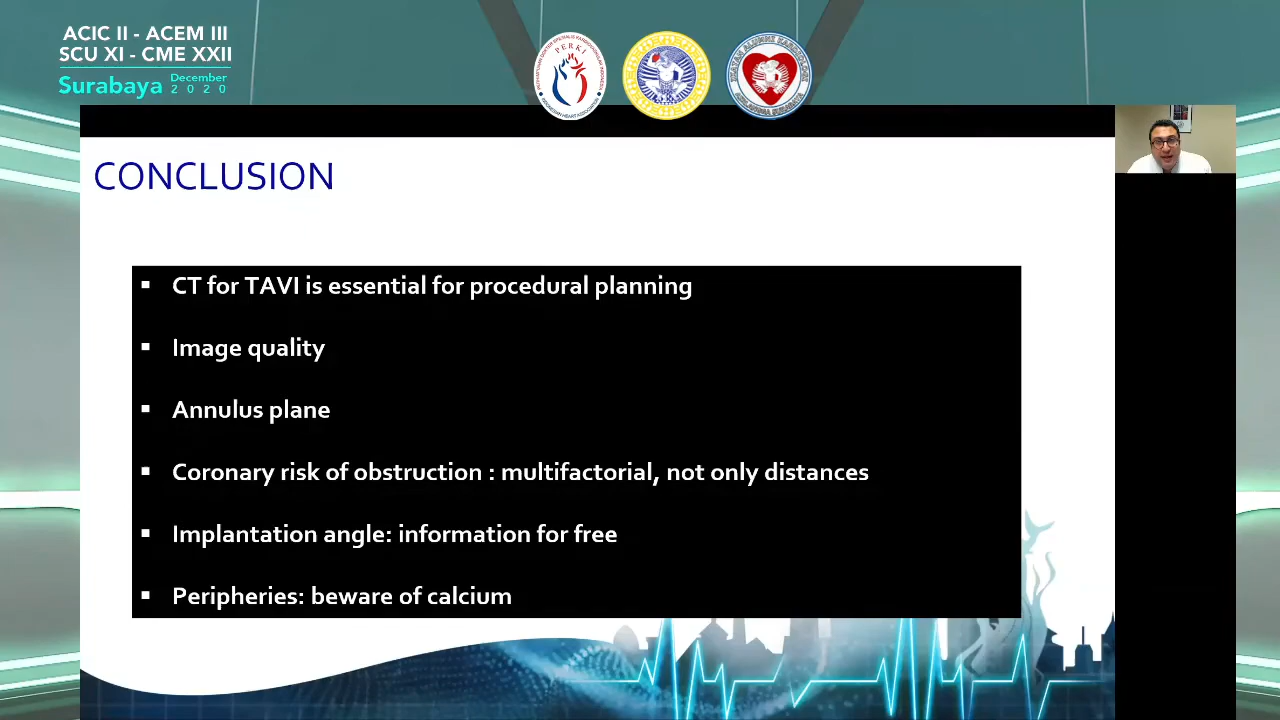 ACIC II - ACEM III
SCU XI - CME XXII
Surabaya December
2020
PERKI
CONCLUSION
CT for TAVI is essential for procedural planning
Image quality
Annulus plane
Coronary risk of obstruction : multifactorial, not only distances
Implantation angle: information for free
Peripheries: beware of calcium